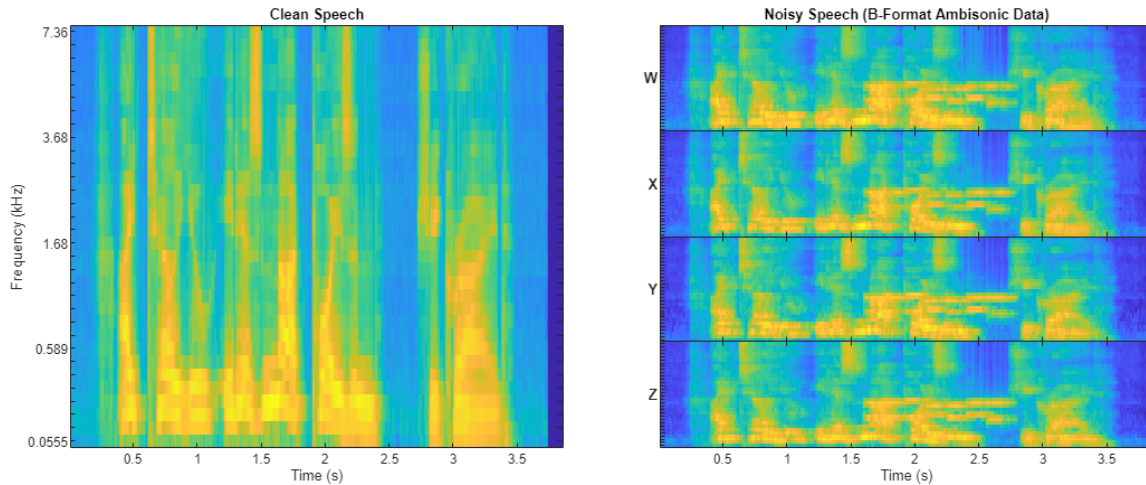 Clean Speech
7.36
3.68
1.68
0.589
0.0555
Frequency (kHz)
0.5 1 1.5 2 2.5 3 3.5
Time (s)
Noisy Speech (B-Format Ambisonic Data)
W
X
Y
Z
0.5 1 1.5 2 2.5 3 3.5
Time (s)